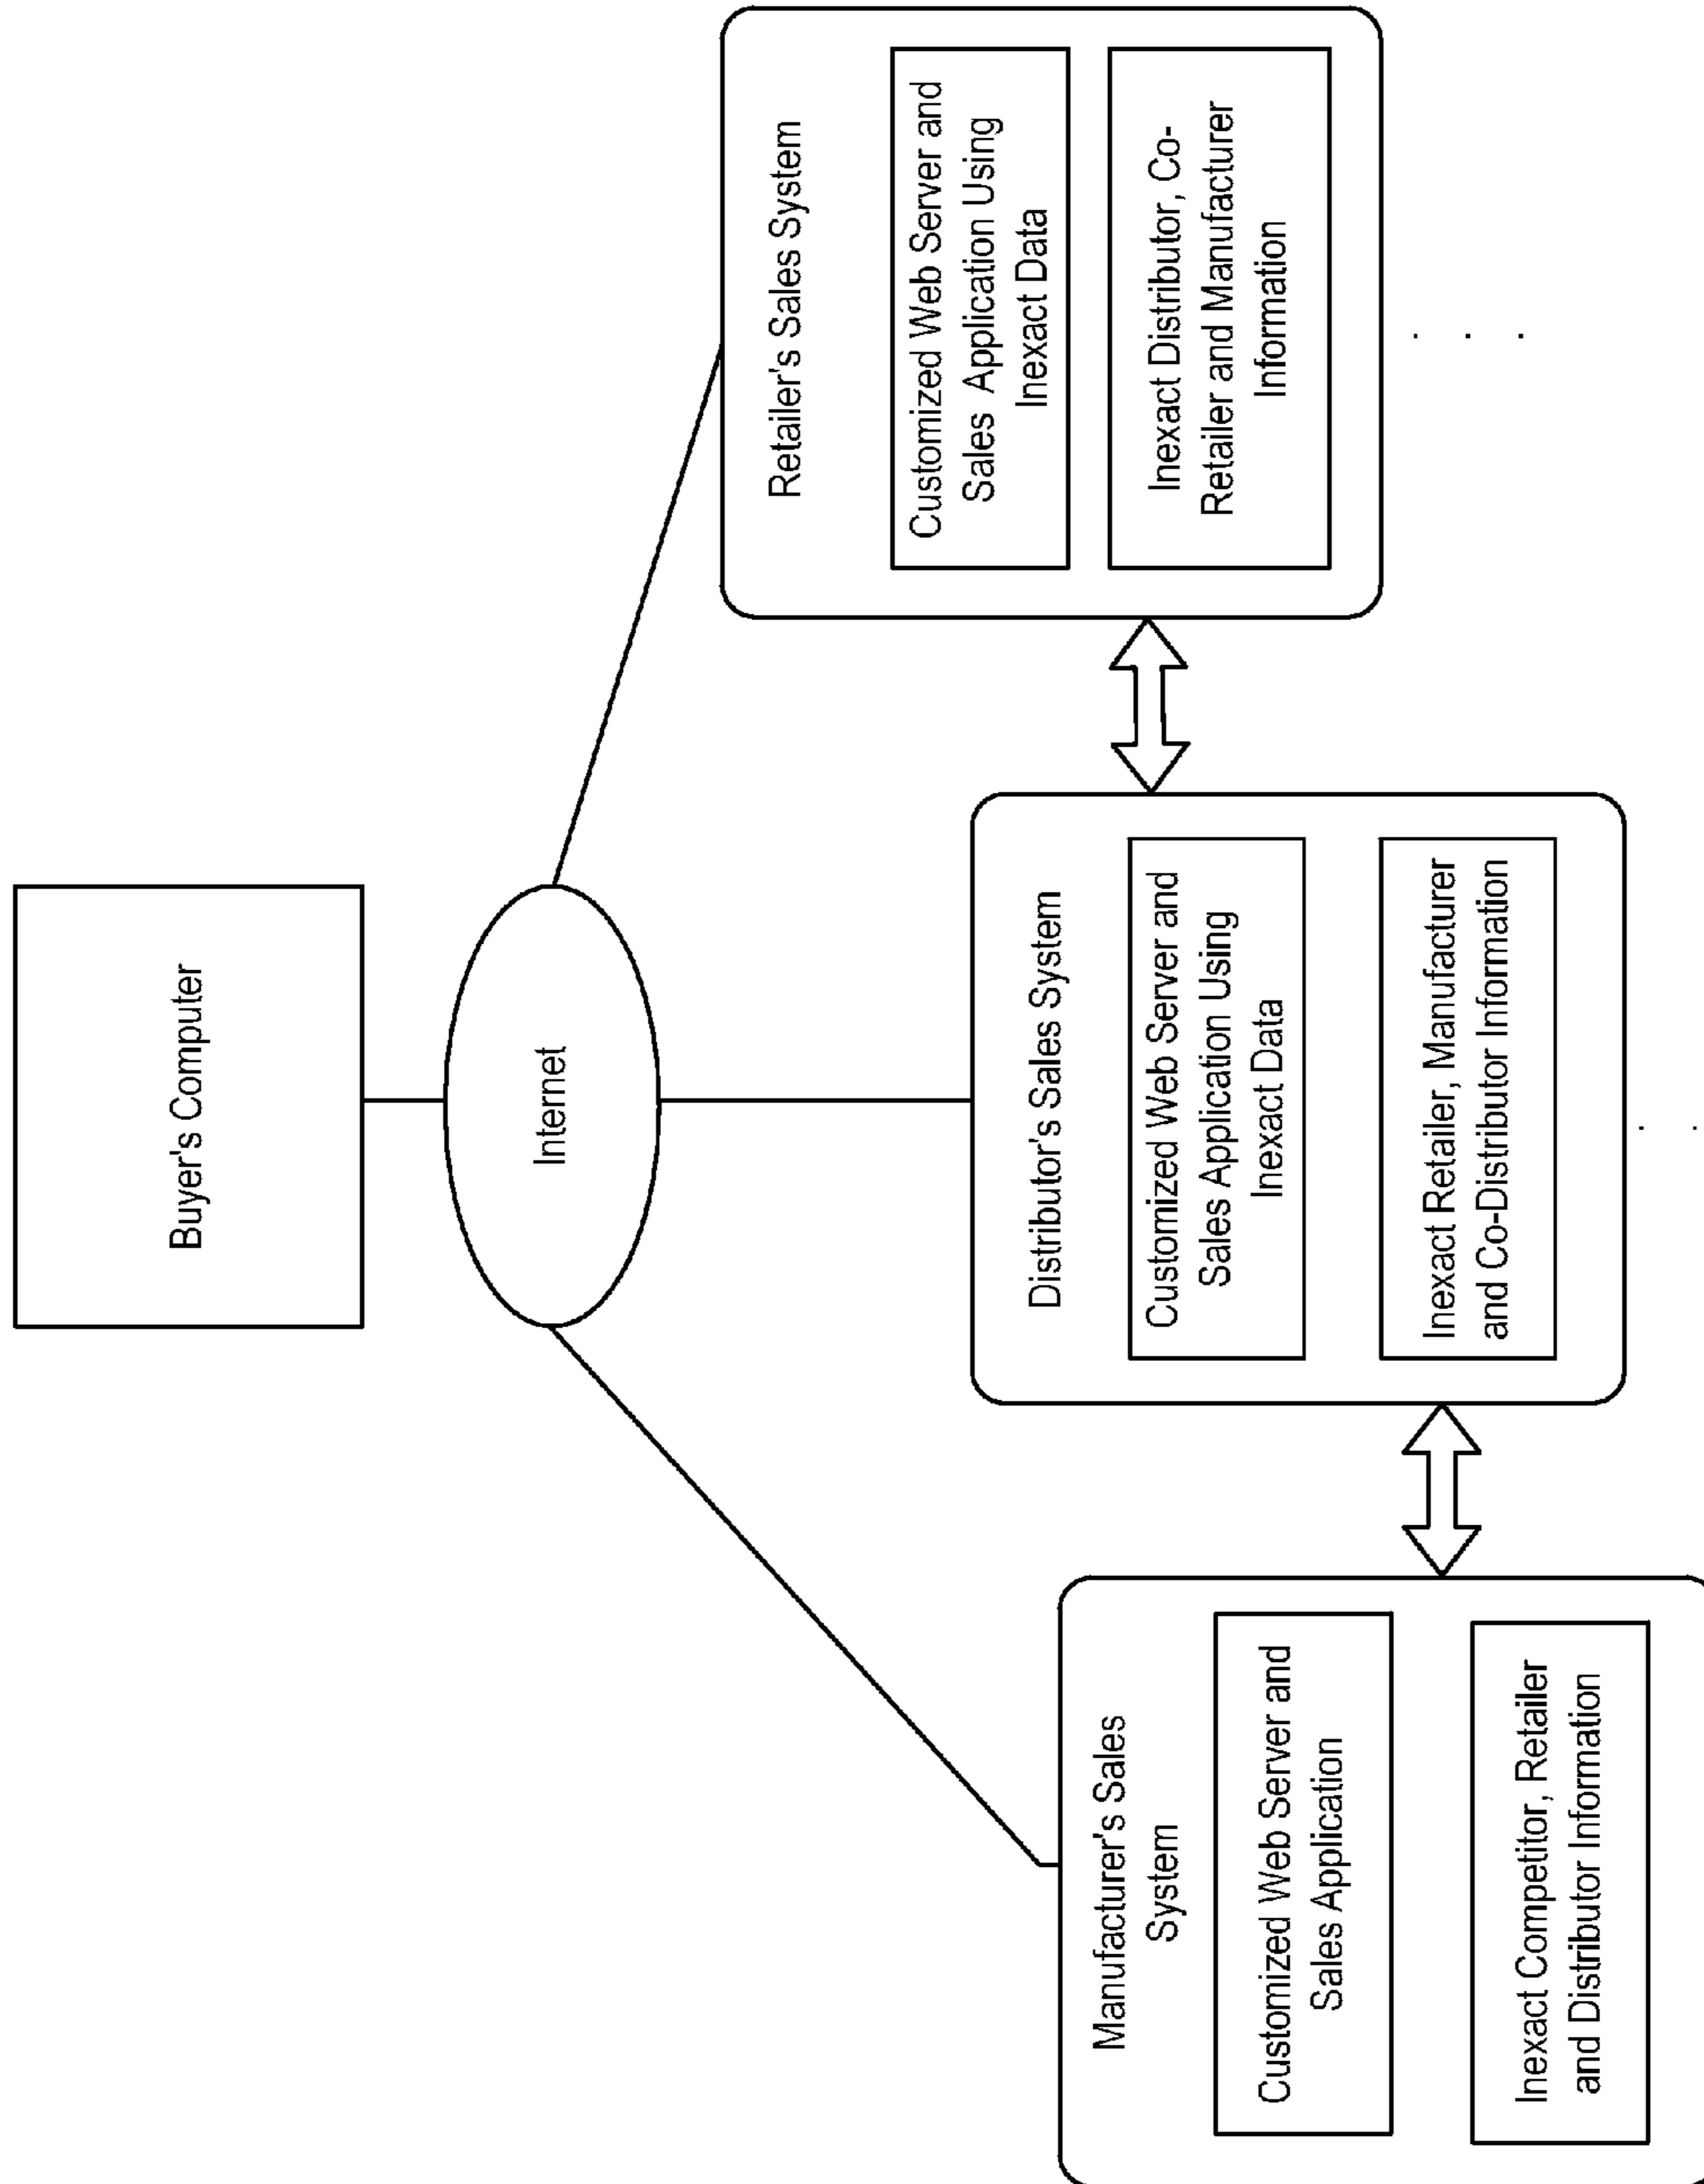 Buyer's Computer
Internet
Manufacturer's Sales
System
Customized Web Server and
Sales Application
Inexact Competitor, Retailer
and Distributor Information
Distributor's Sales System
Customized Web Server and
Sales Application Using
Inexact Data
Inexact Retailer, Manufacturer
and Co-Distributor Information
Retailer's Sales System
Customized Web Server and
Sales Application Using
Inexact Data
Inexact Distributor, Co-
Retailer and Manufacturer
Information